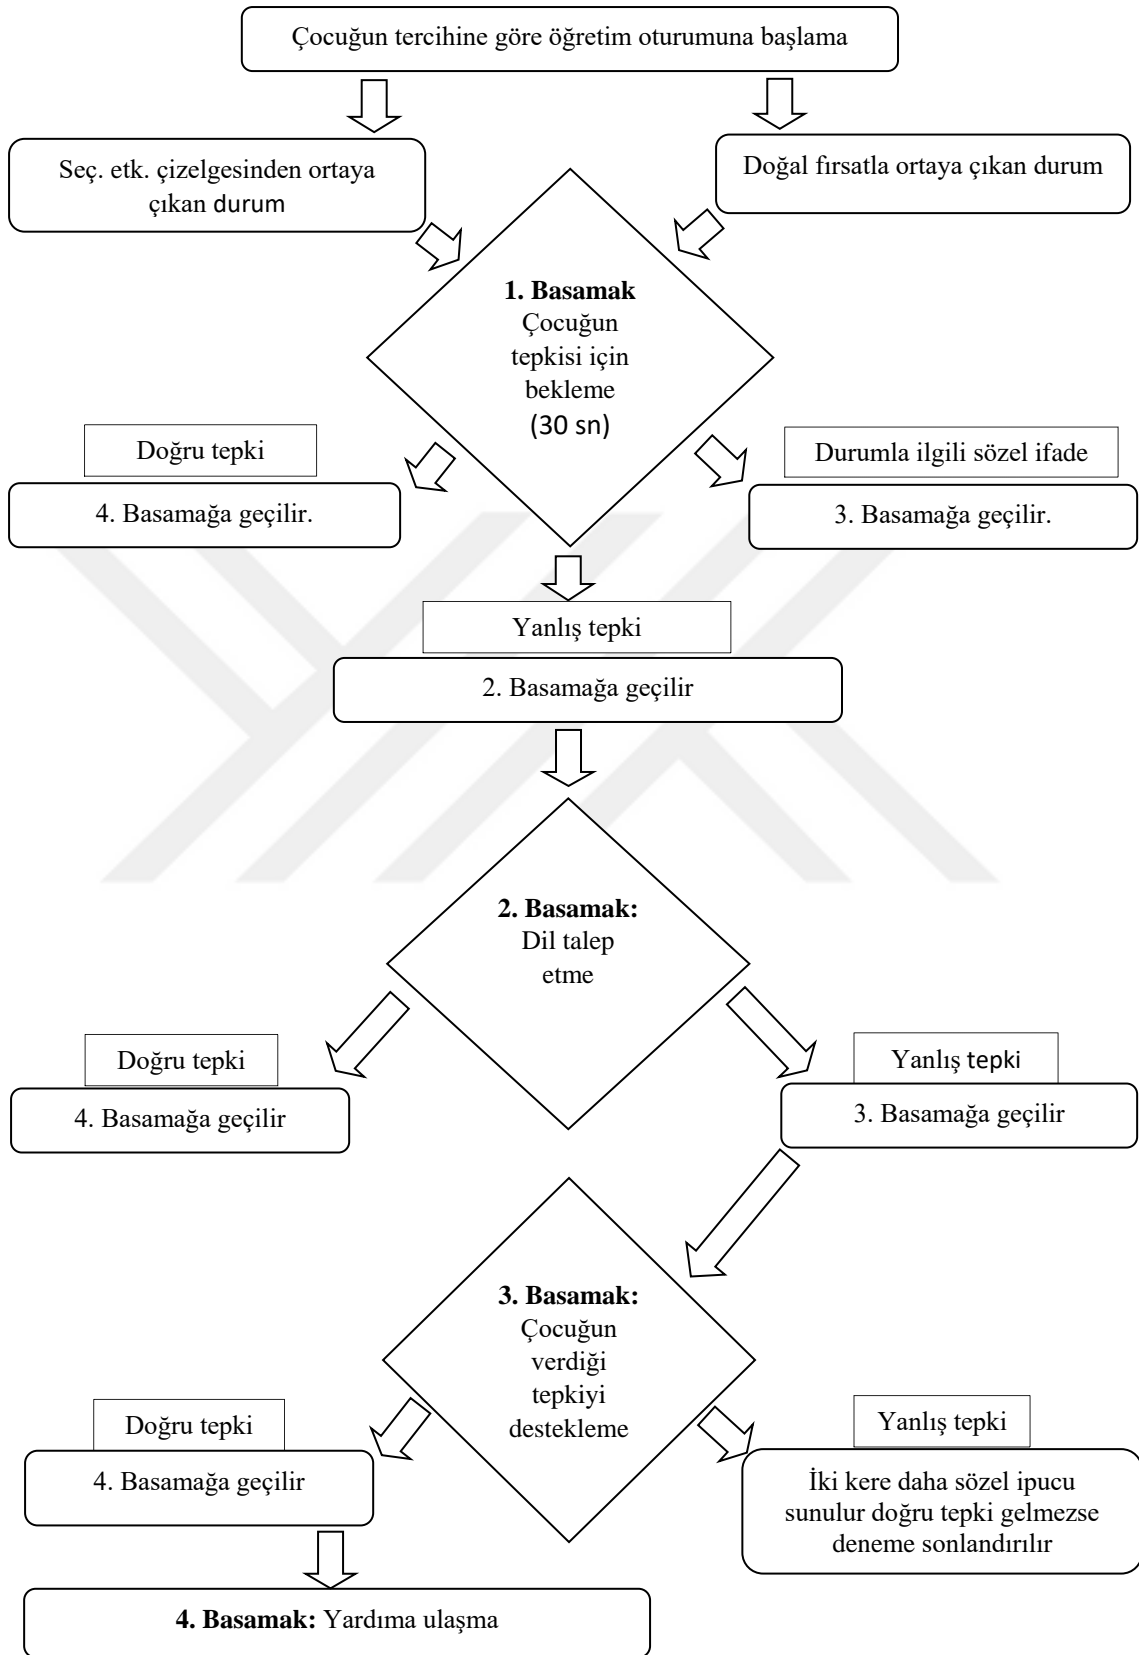 Çocuğun tercihine göre öğretim oturumuna başlama
Seç. etk. çizelgesinden ortaya
çıkan durum
Doğal fırsatla ortaya çıkan durum
1. Basamak
Çocuğun
tepkisi için
bekleme
(30 sn)
Doğru tepki
4. Basamağa geçilir.
Durumla ilgili sözel ifade
3. Basamağa geçilir.
Yanlış tepki
2. Basamağa geçilir
2. Basamak:
Dil talep
etme
Doğru tepki
4. Basamağa geçilir
Yanlış tepki
3. Basamağa geçilir
3. Basamak:
Çocuğun
verdiği
tepkiyi
destekleme
Doğru tepki
4. Basamağa geçilir
Yanlış tepki
İki kere daha sözel ipucu
sunulur doğru tepki gelmezse
deneme sonlandırılır
4. Basamak: Yardıma ulaşma